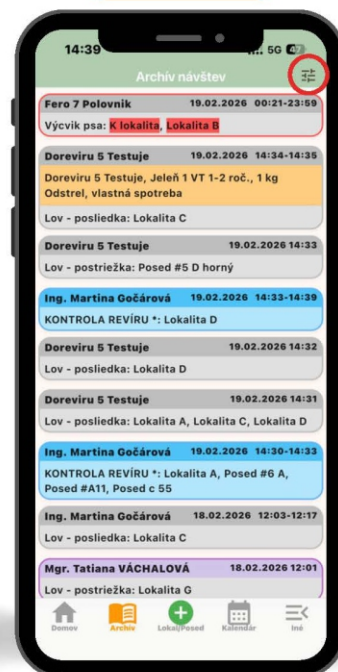 14:39
5G
Archív návštev
Fero 7 Polovnik 19.02.2026 00:21-23:59
Výcvik psa: K lokalita, Lokalita B
Doreviru 5 Testuje 19.02.2026 14:34-14:35
Doreviru 5 Testuje, Jeleň 1 VT 1-2 roč., 1 kg
Odstrel, vlastná spotreba
Lov - posliedka: Lokalita C
Doreviru 5 Testuje 19.02.2026 14:33
Lov - postriežka: Posed #5 D horný
Ing. Martina Gočárová 19.02.2026 14:33-14:39
KONTROLA REVÍRU *: Lokalita D
Doreviru 5 Testuje 19.02.2026 14:32
Lov - posliedka: Lokalita D
Doreviru 5 Testuje 19.02.2026 14:31
Lov - posliedka: Lokalita A, Lokalita C, Lokalita D
Ing. Martina Gočárová 19.02.2026 14:30-14:33
KONTROLA REVÍRU *: Lokalita A, Posed #6 A,
Posed #A11, Posed c 55
Ing. Martina Gočárová 18.02.2026 12:03-12:17
Lov - posliedka: Lokalita C
Mgr. Tatiana VÁCHALOVÁ 18.02.2026 12:01
Lov - postriežka: Lokalita G
Domov Archív Lokal/Posed Kalendár Iné